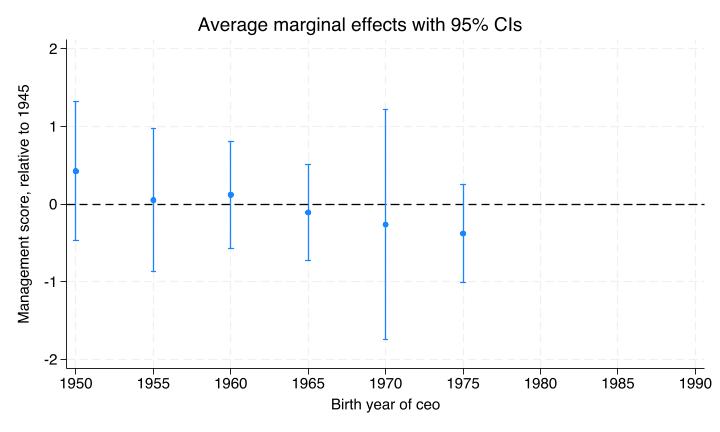 Average marginal effects with 95% CIs
Management score, relative to 1945
2
1
0
-1
-2
1950 1955 1960 1965 1970 1975 1980 1985 1990
Birth year of ceo